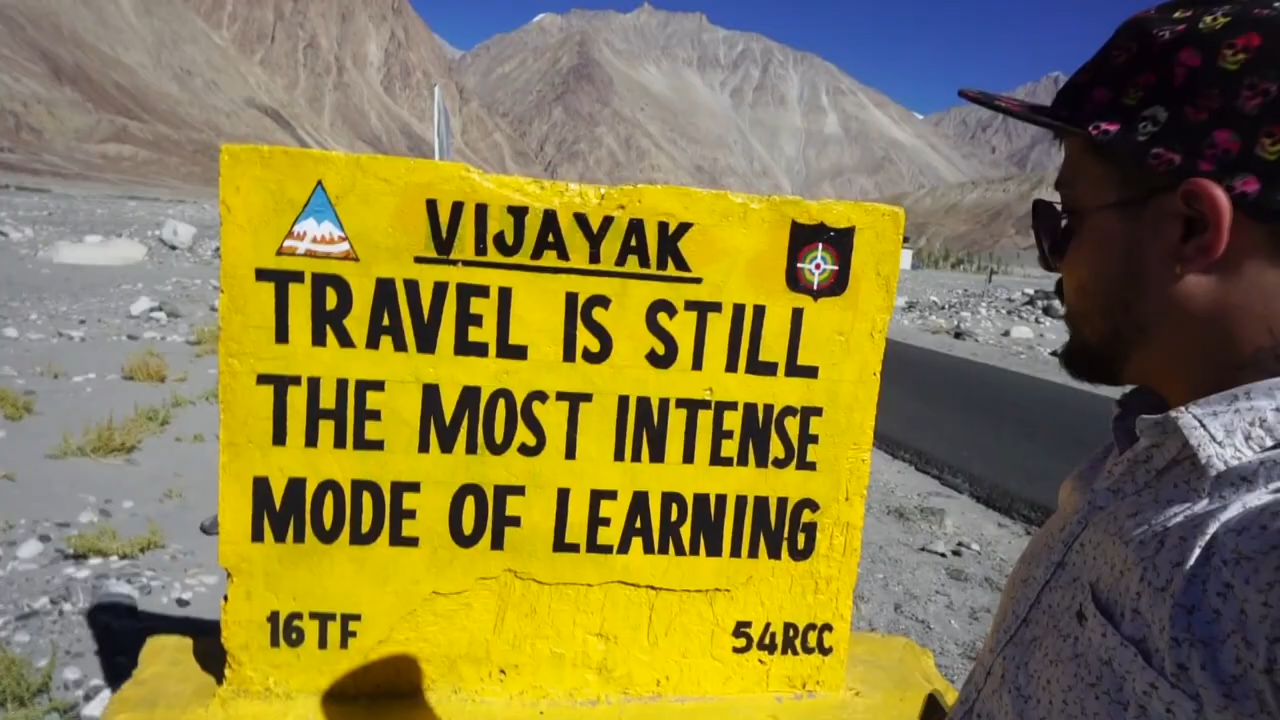 VIJAYAK
TRAVEL IS STILL
THE MOST INTENSE
MODE OF LEARNING
16TF 54RCC